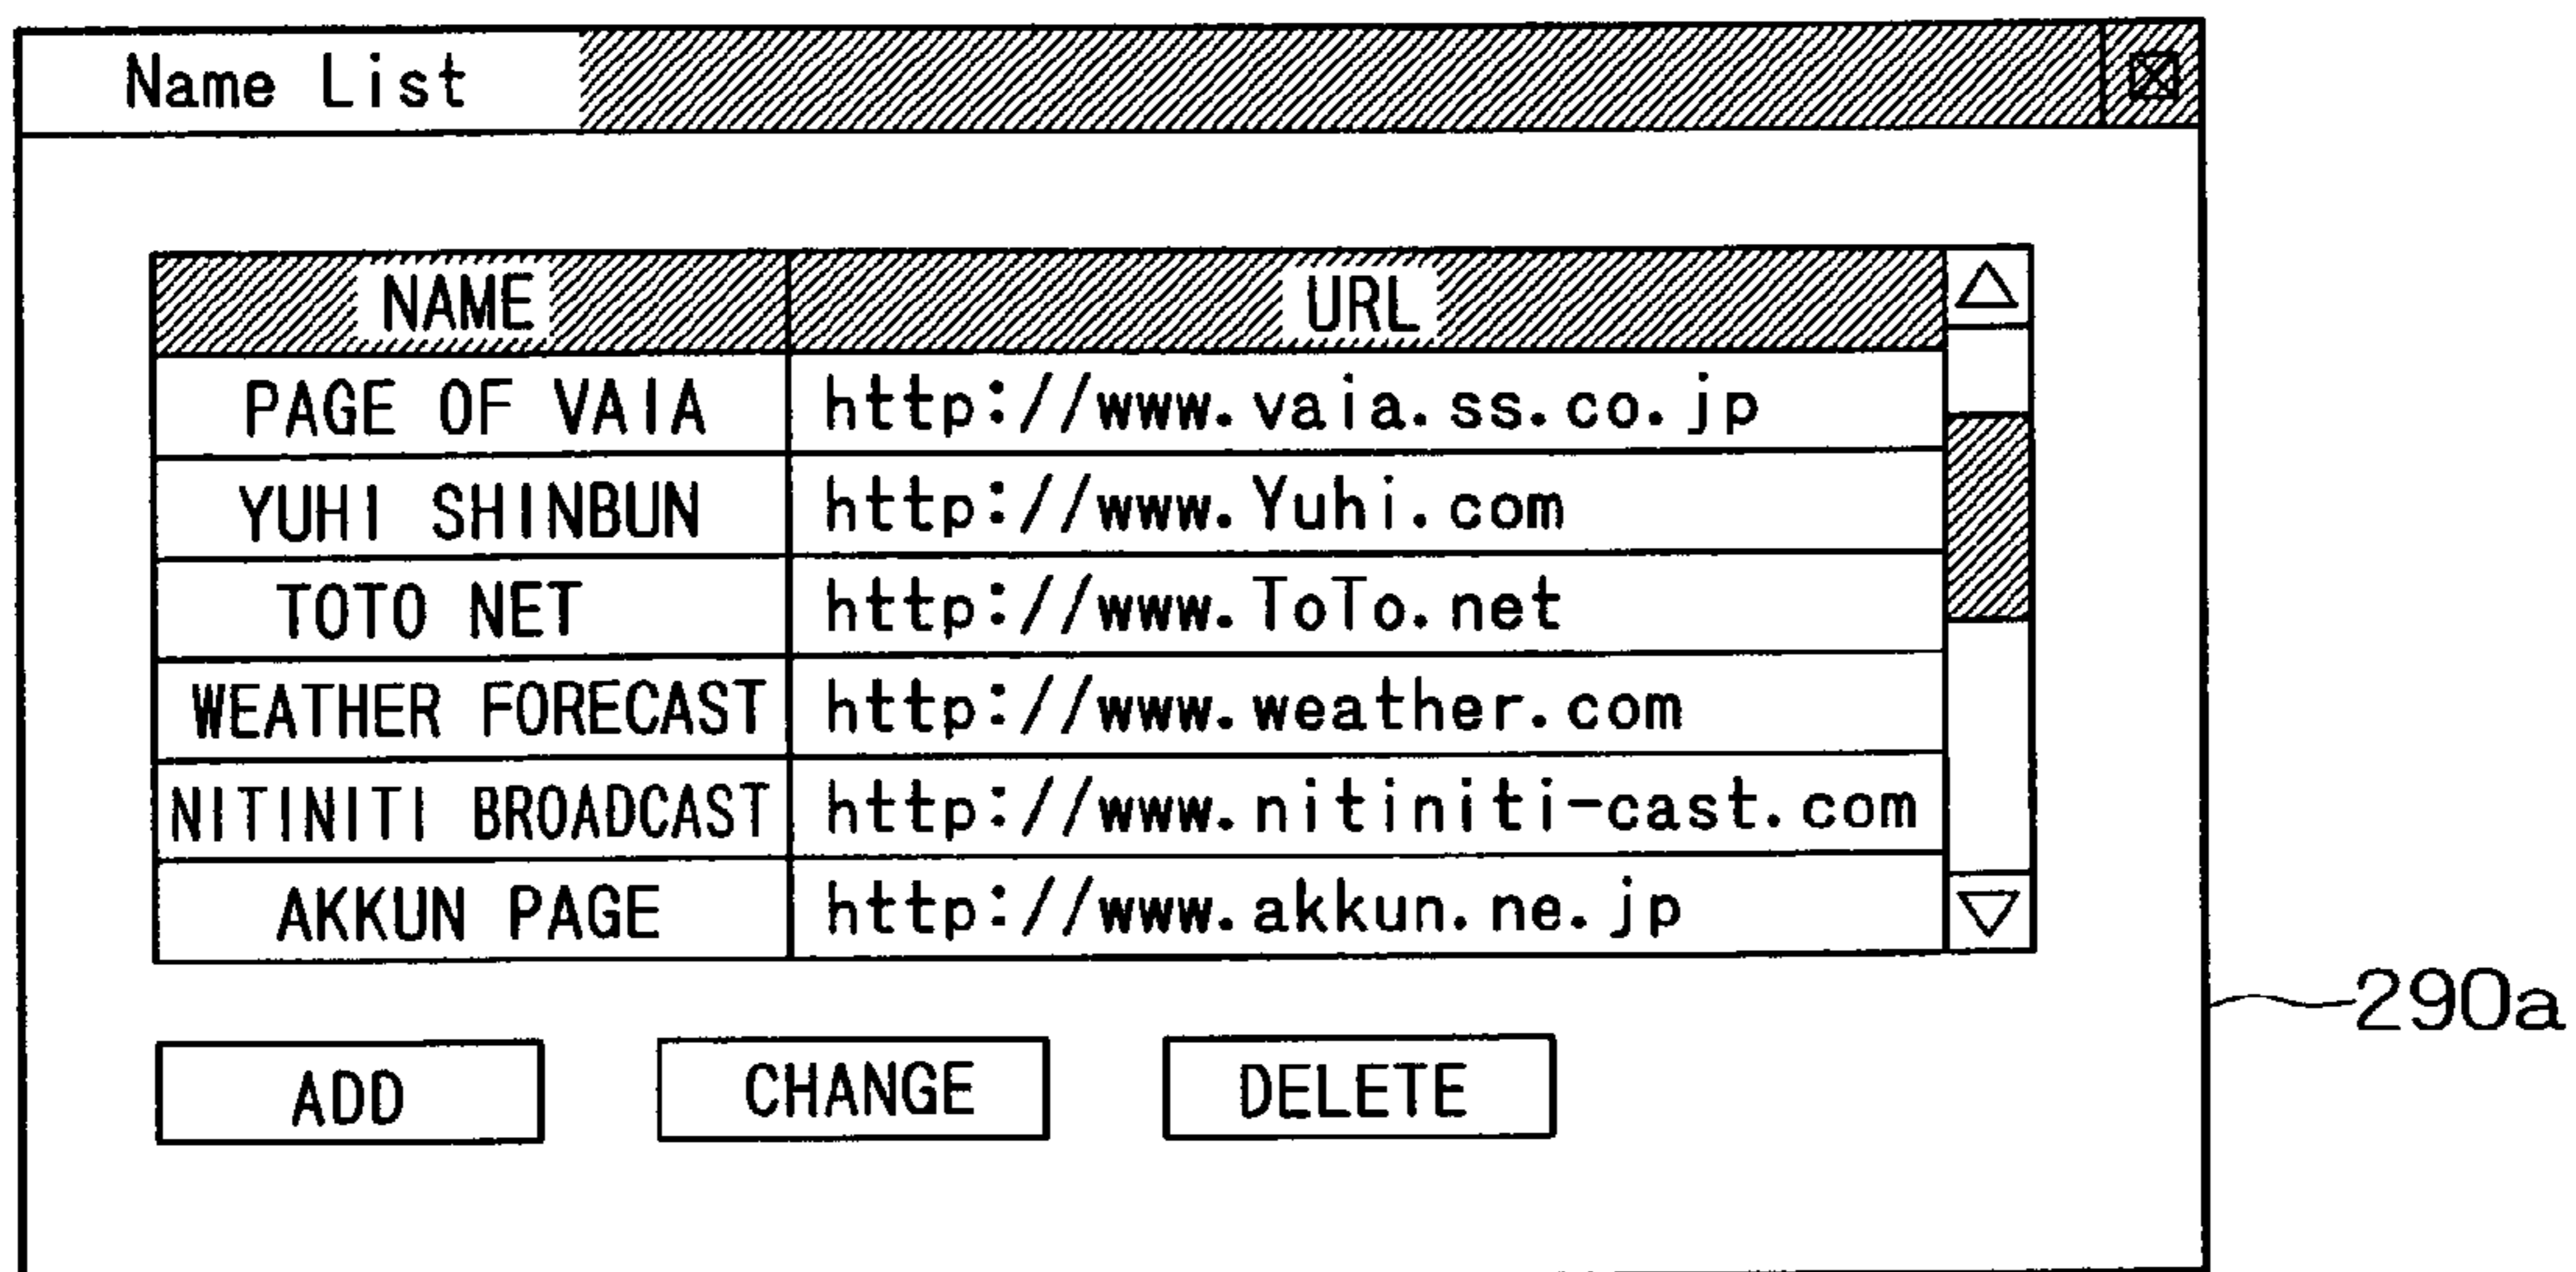 Name List
NAME URL
PAGE OF VAIA http://www.vaia.ss.co.jp
YUHI SHINBUN http://www.Yuhi.com
TOTO NET http://www.ToTo.net
WEATHER FORECAST http://www.weather.com
NITINITI BROADCAST http://www.nitiniti-cast.com
AKKUN PAGE http://www.akkun.ne.jp
290a
ADD CHANGE DELETE